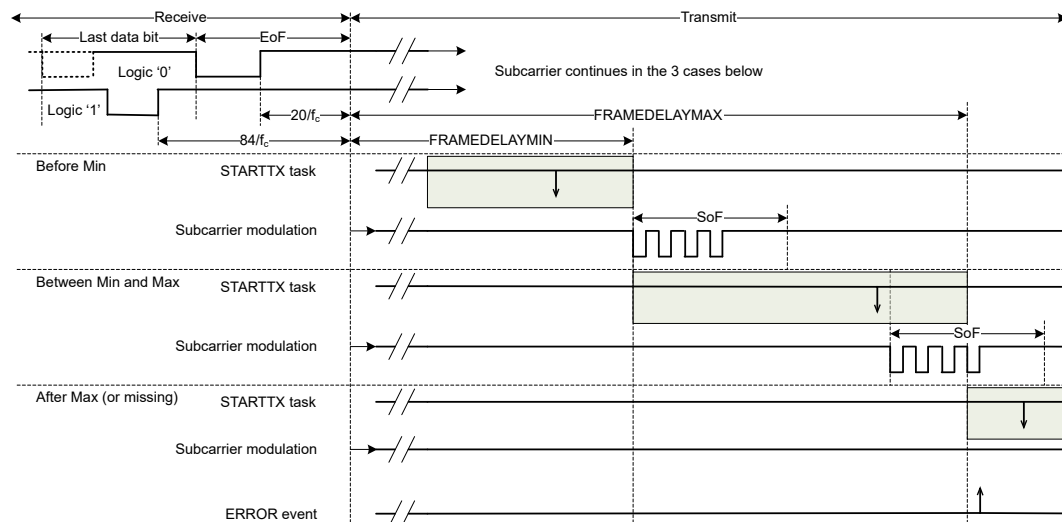 Receive
Transmit
Last data bit
EoF
Logic ‘0’
Subcarrier continues in the 3 cases below
Logic ‘1’
20/fc
FRAMEDELAYMAX
84/fc
FRAMEDELAYMIN
Before Min
STARTTX task
SoF
Subcarrier modulation
Between Min and Max
STARTTX task
SoF
Subcarrier modulation
After Max (or missing)
STARTTX task
Subcarrier modulation
ERROR event